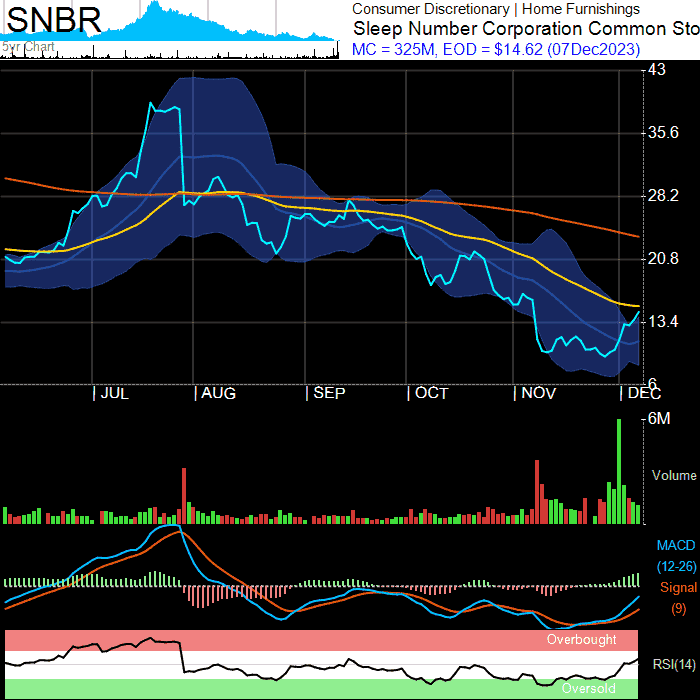 SNBR
5yr Chart
Consumer Discretionary | Home Furnishings
Sleep Number Corporation Common Sto
MC = 325M, EOD = $14.62 (07Dec2023)
43
35.6
28.2
20.8
13.4
6
| JUL | AUG | SEP | OCT | NOV | DEC
6M
Volume
MACD
(12-26)
Signal
(9)
Overbought
RSI(14)
Oversold